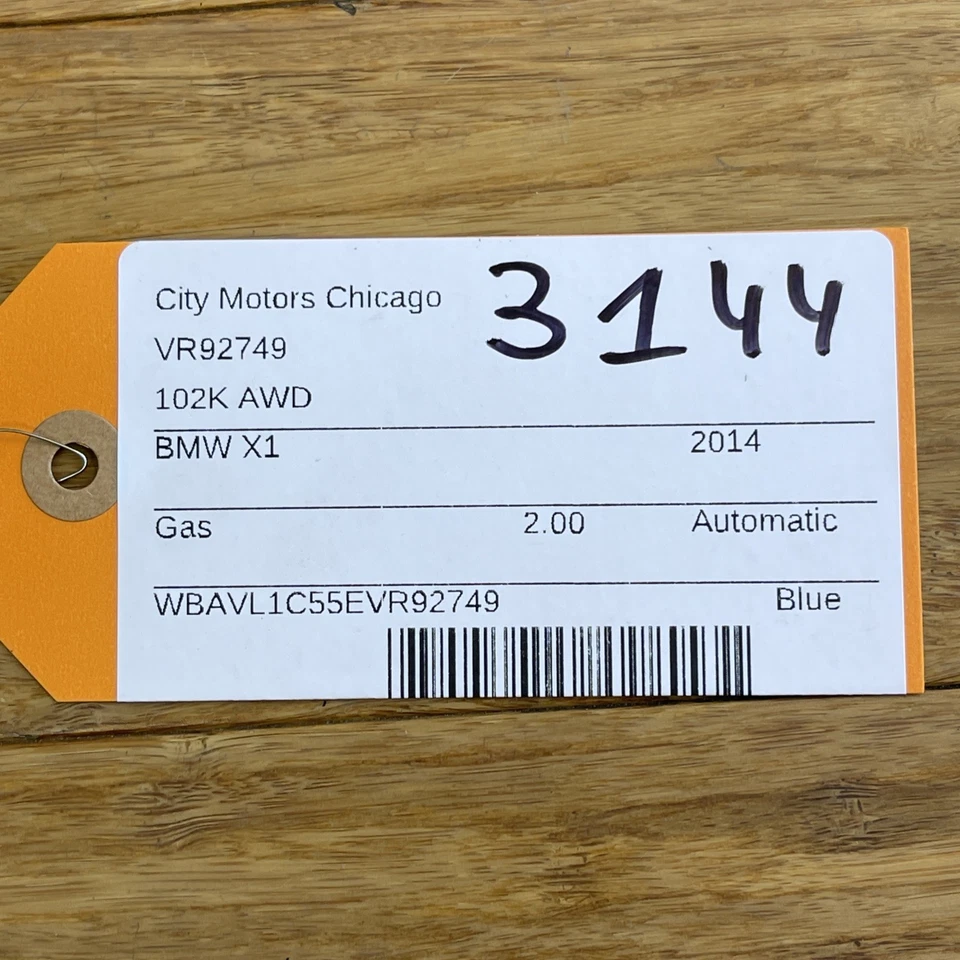 City Motors Chicago 3144
VR92749
102K AWD
BMW X1 2014
Gas 2.00 Automatic
WBAVL1C55EVR92749 Blue